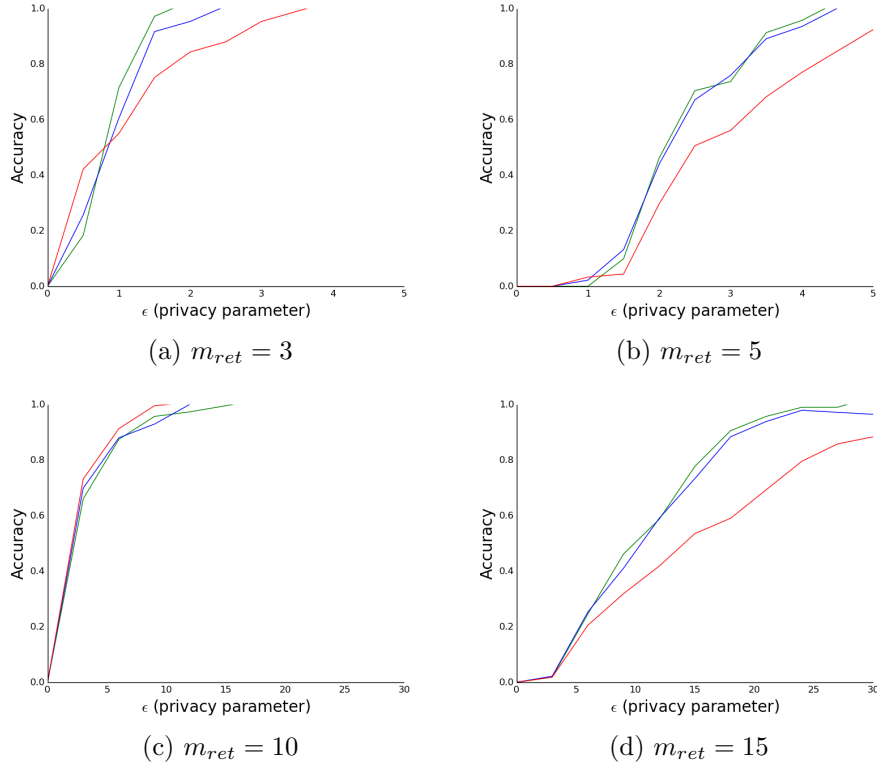 1.0
0.8
0.6
0.4
0.2
0.0
Accuracy
0 1 2 3 4 5
ϵ (privacy parameter)
(a) m_{ret} = 3
1.0
0.8
0.6
0.4
0.2
0.0
Accuracy
0 1 2 3 4 5
ϵ (privacy parameter)
(b) m_{ret} = 5
1.0
0.8
0.6
0.4
0.2
0.0
Accuracy
0 5 10 15 20 25 30
ϵ (privacy parameter)
(c) m_{ret} = 10
1.0
0.8
0.6
0.4
0.2
0.0
Accuracy
0 5 10 15 20 25 30
ϵ (privacy parameter)
(d) m_{ret} = 15